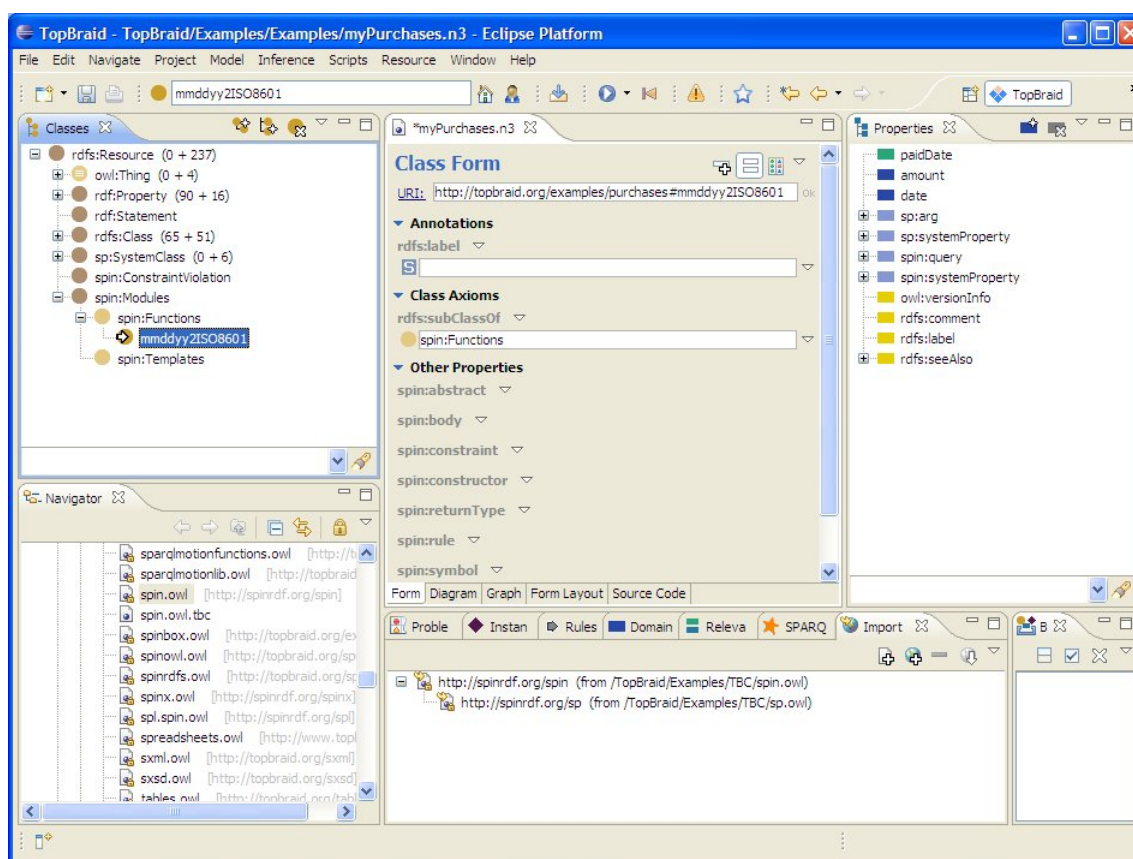 TopBraid - TopBraid/Examples/Examples/myPurchases.n3 - Eclipse Platform
File Edit Navigate Project Model Inference Scripts Resource Window Help
mmddyy2ISO8601
TopBraid
Classes
rdfs:Resource (0 + 237)
owl:Thing (0 + 4)
rdf:Property (90 + 16)
rdf:Statement
rdfs:Class (65 + 51)
sp:SystemClass (0 + 6)
spin:ConstraintViolation
spin:Modules
spin:Functions
mmddyy2ISO8601
spin:Templates
*myPurchases.n3
Class Form
URI: http://topbraid.org/examples/purchases#mmddyy2ISO8601 Ok
Annotations
rdfs:label
S
Class Axioms
rdfs:subClassOf
spin:Functions
Other Properties
spin:abstract
spin:body
spin:constraint
spin:constructor
spin:returnType
spin:rule
spin:symbol
Form Diagram Graph Form Layout Source Code
Properties
paidDate
amount
date
sp:arg
sp:systemProperty
spin:query
spin:systemProperty
owl:versionInfo
rdfs:comment
rdfs:label
rdfs:seeAlso
Navigator
sparqlmotionfunctions.owl [http://t
sparqlmotionlib.owl [http://topbraid
spin.owl [http://spinrdf.org/spin]
spin.owl.tbc
spinbox.owl [http://topbraid.org/ex
spinowl.owl [http://topbraid.org/sp
spinrdfs.owl [http://topbraid.org/sp
spinx.owl [http://spinrdf.org/spinx]
spl.spin.owl [http://spinrdf.org/spl]
spreadsheets.owl [http://www.topl
sxml.owl [http://topbraid.org/sxml]
sxsd.owl [http://topbraid.org/sxsd]
tables.owl [http://topbraid.org/tabl
Proble Instan Rules Domain Releva SPARQ Import
http://spinrdf.org/spin (from /TopBraid/Examples/TBC/spin.owl)
http://spinrdf.org/sp (from /TopBraid/Examples/TBC/sp.owl)
B